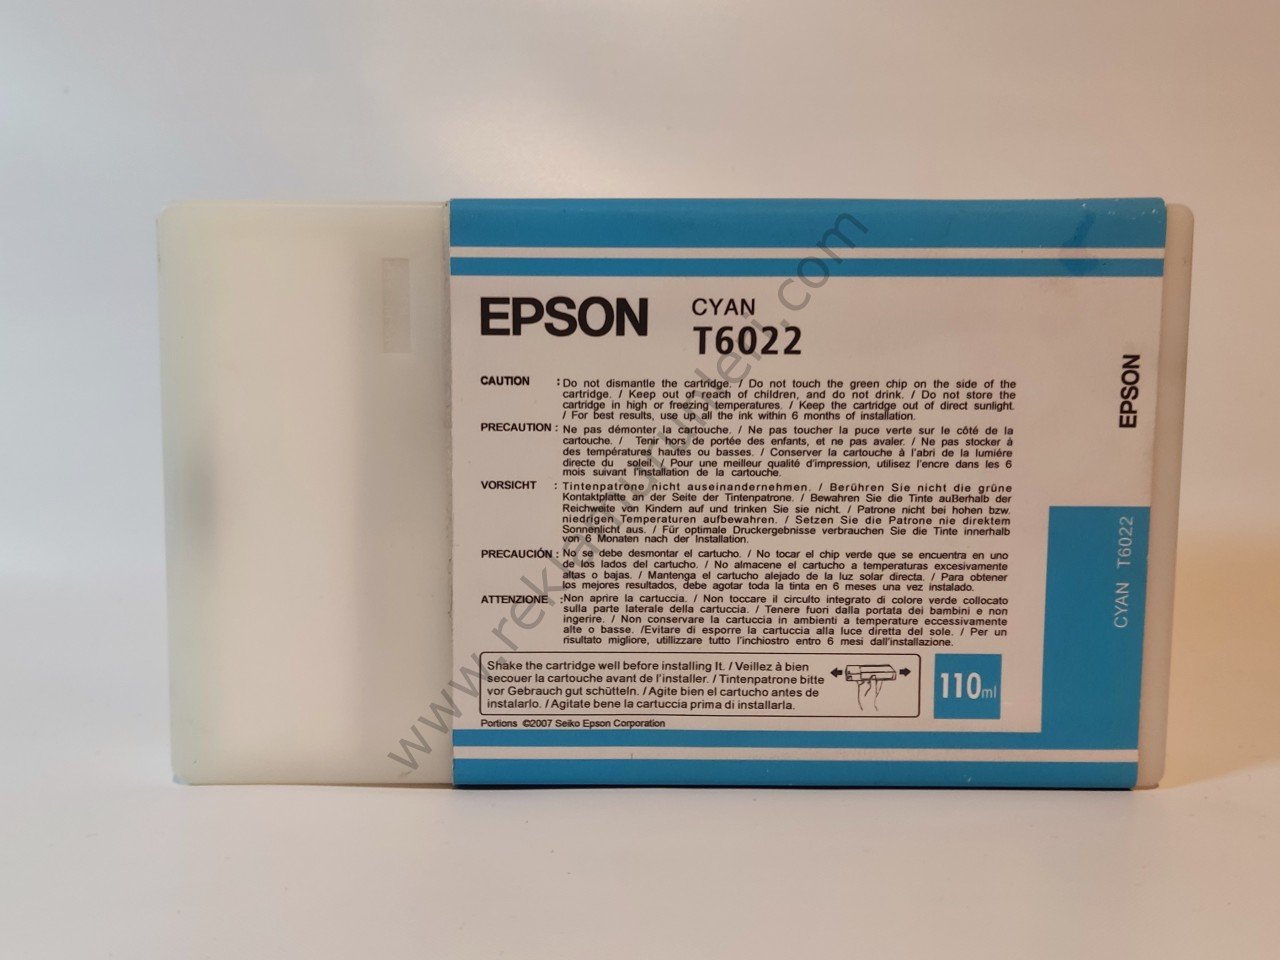 EPSON CYAN
T6022
CAUTION : Do not dismantle the cartridge. / Do not touch the green chip on the side of the
cartridge. / Keep out of reach of children, and do not drink. / Do not store the
cartridge in high or freezing temperatures. / Keep the cartridge out of direct sunlight.
/ For best results, use up all the ink within 6 months of installation.
PRECAUTION : Ne pas démonter la cartouche. / Ne pas toucher la puce verte sur le côté de la
cartouche. / Tenir hors de portée des enfants, et ne pas avaler. / Ne pas stocker à
des températures hautes ou basses. / Conserver la cartouche à l'abri de la lumiére
directe du soleil. / Pour une meilleur qualité d'impression, utilisez l'encre dans les 6
mois suivant l'installation de la cartouche.
VORSICHT : Tintenpatrone nicht auseinandernehmen. / Berühren Sie nicht die grüne
Kontaktplatte an der Seite der Tintenpatrone. / Bewahren Sie die Tinte auBerhalb der
Reichweite von Kindern auf und trinken Sie sie nicht. / Patrone nicht bei hohen bzw.
niedrigen Temperaturen aufbewahren. / Setzen Sie die Patrone nie direktem
Sonnenlicht aus. / Für optimale Druckergebnisse verbrauchen Sie die Tinte innerhalb
von 6 Monaten nach der Installation.
PRECAUCIÓN : No se debe desmontar el cartucho. / No tocar el chip verde que se encuentra en uno
de los lados del cartucho. / No almacene el cartucho a temperaturas excesivamente
altas o bajas. / Mantenga el cartucho alejado de la luz solar directa. / Para obtener
los mejores resultados, debe agotar toda la tinta en 6 meses una vez instalado.
ATTENZIONE :Non aprire la cartuccia. / Non toccare il circulto integrato di colore verde collocato
sulla parte laterale della cartuccia. / Tenere fuori dalla portata dei bambini e non
ingerire. / Non conservare la cartuccia in ambienti a temperature eccessivamente
alte o basse. /Evitare di esporre la cartuccia alla luce diretta del sole. / Per un
risultato migliore, utilizzare tutto l'inchiostro entro 6 mesi dall'installazione.
Shake the cartridge well before installing It. / Veillez à bien
secouer la cartouche avant de l'installer. / Tintenpatrone bitte
vor Gebrauch gut schütteln. / Agite bien el cartucho antes de
instalarlo. / Agitate bene la cartuccia prima di installarla.
110ml
Portions ©2007 Seiko Epson Corporation
EPSON
CYAN T6022
www.reklamurunleri.com